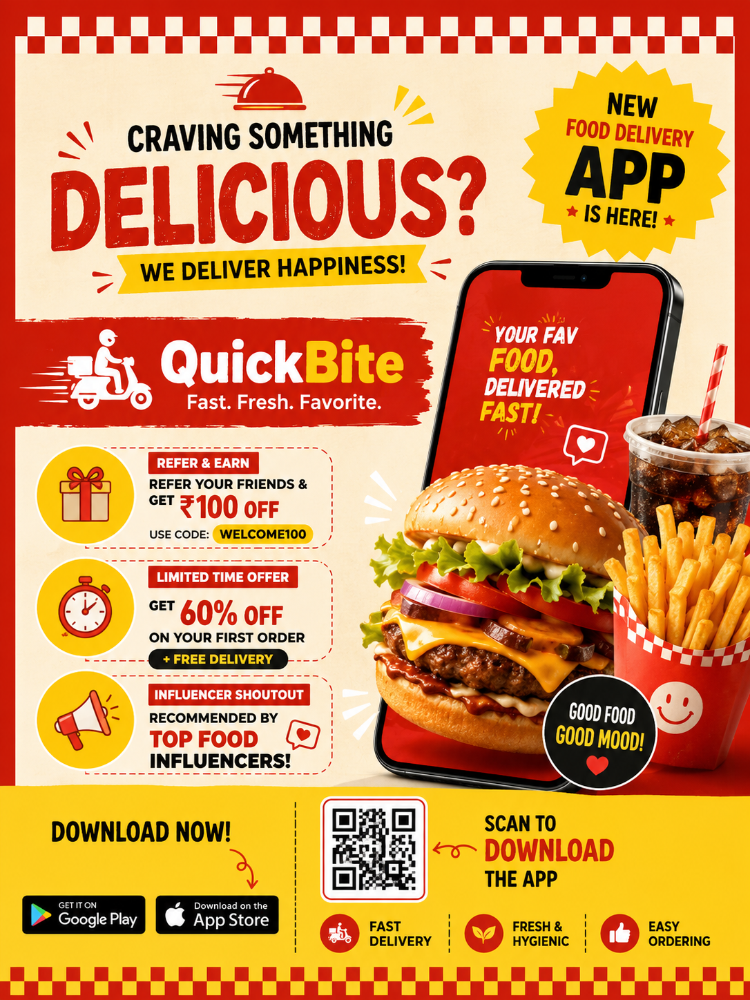 CRAVING SOMETHING
DELICIOUS?
WE DELIVER HAPPINESS!
NEW
FOOD DELIVERY
APP
IS HERE!
QuickBite
Fast. Fresh. Favorite.
YOUR FAV
FOOD,
DELIVERED
FAST!
REFER & EARN
REFER YOUR FRIENDS &
GET ₹100 OFF
USE CODE: WELCOME100
LIMITED TIME OFFER
GET 60% OFF
ON YOUR FIRST ORDER
+ FREE DELIVERY
INFLUENCER SHOUTOUT
RECOMMENDED BY
TOP FOOD
INFLUENCERS!
GOOD FOOD
GOOD MOOD!
DOWNLOAD NOW!
GET IT ON
Google Play
Download on the
App Store
SCAN TO
DOWNLOAD
THE APP
FAST
DELIVERY
FRESH &
HYGIENIC
EASY
ORDERING